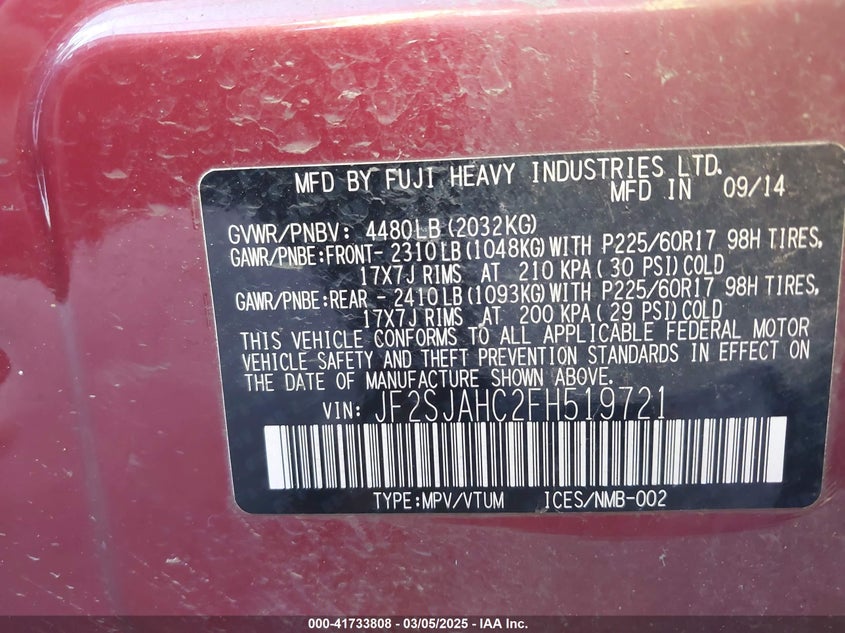 MFD BY FUJI HEAVY INDUSTRIES LTD.
MFD IN 09/14
GVWR/PNBV: 4480LB(2032KG)
GAWR/PNBE:FRONT- 2310LB(1048KG)WITH P225/60R17 98H TIRES,
17X7J RIMS AT 210 KPA(30 PSI)COLD
GAWR/PNBE:REAR - 2410LB(1093KG)WITH P225/60R17 98H TIRES,
17X7J RIMS AT 200 KPA(29 PSI)COLD
THIS VEHICLE CONFORMS TO ALL APPLICABLE FEDERAL MOTOR
VEHICLE SAFETY AND THEFT PREVENTION STANDARDS IN EFFECT ON
THE DATE OF MANUFACTURE SHOWN ABOVE.
VIN: JF2SJAHC2FH519721
TYPE:MPV/VTUM ICES/NMB-002
000-41733808 - 03/05/2025 - IAA Inc.